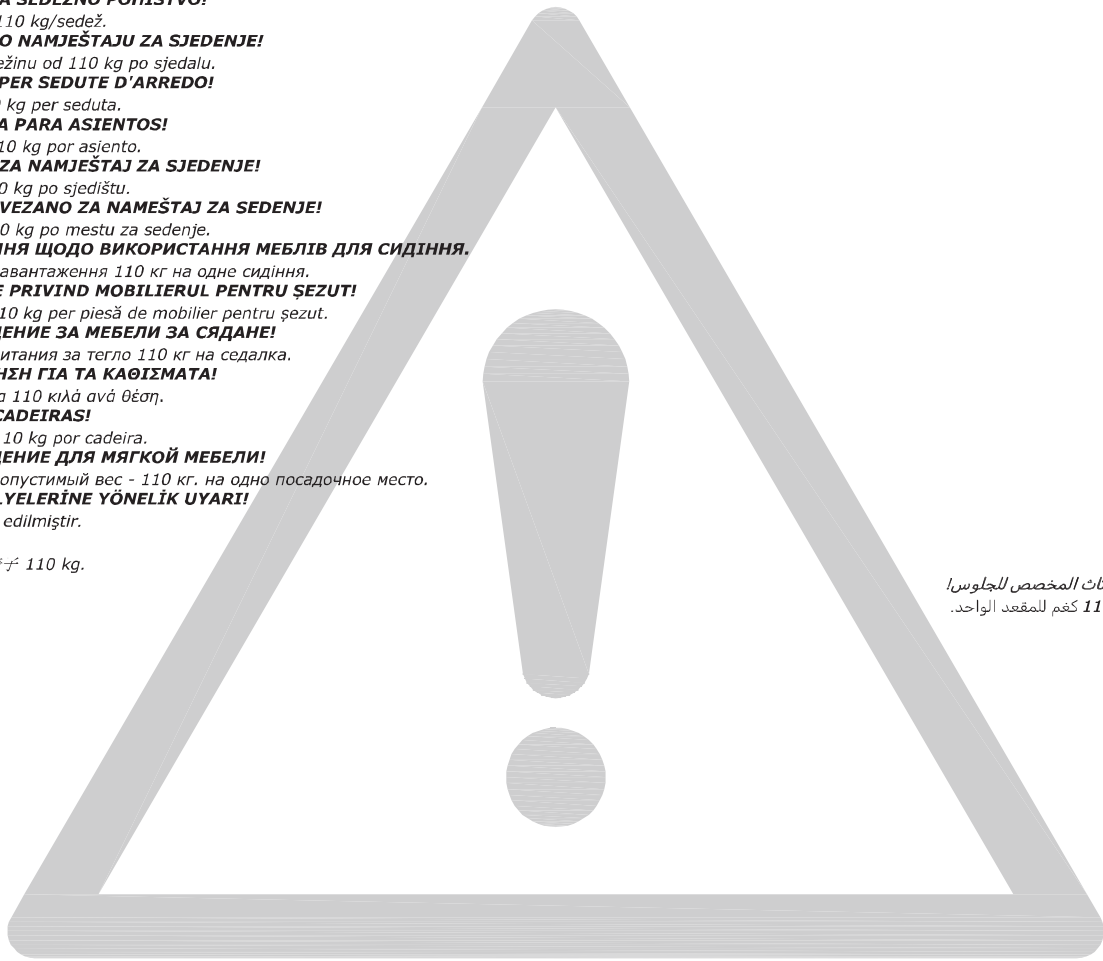 SEDEŽNO POHIŠTVO!
110 kg/sedež.
O NAMJEŠTAJU ZA SJEDENJE!
ežinu od 110 kg po sjedalu.
PER SEDUTE D'ARREDO!
kg per seduta.
A PARA ASIENTOS!
10 kg por asiento.
ZA NAMJEŠTAJ ZA SJEDENJE!
0 kg po sjedištu.
VEZANO ZA NAMEŠTAJ ZA SEDENJE!
0 kg po mestu za sedenje.
ННЯ ЩОДО ВИКОРИСТАННЯ МЕБЛІВ ДЛЯ СИДІННЯ.
авантаження 110 кг на одне сидіння.
E PRIVIND MOBILIERUL PENTRU ȘEZUT!
10 kg per piesă de mobilier pentru șezut.
ДЕНИЕ ЗА МЕБЕЛИ ЗА СЯДАНЕ!
итания за тегло 110 кг на седалка.
ΗΣΗ ΓΙΑ ΤΑ ΚΑΘΙΣΜΑΤΑ!
α 110 κιλά ανά θέση.
CADEIRAS!
10 kg por cadeira.
ДЕНИЕ ДЛЯ МЯГКОЙ МЕБЕЛИ!
опустимый вес - 110 кг. на одно посадочное место.
LYELERİNE YÖNELİK UYARI!
edilmiştir.
110 kg.
ثاث المخصص للجلوس!
11 كغم للمقعد الواحد.